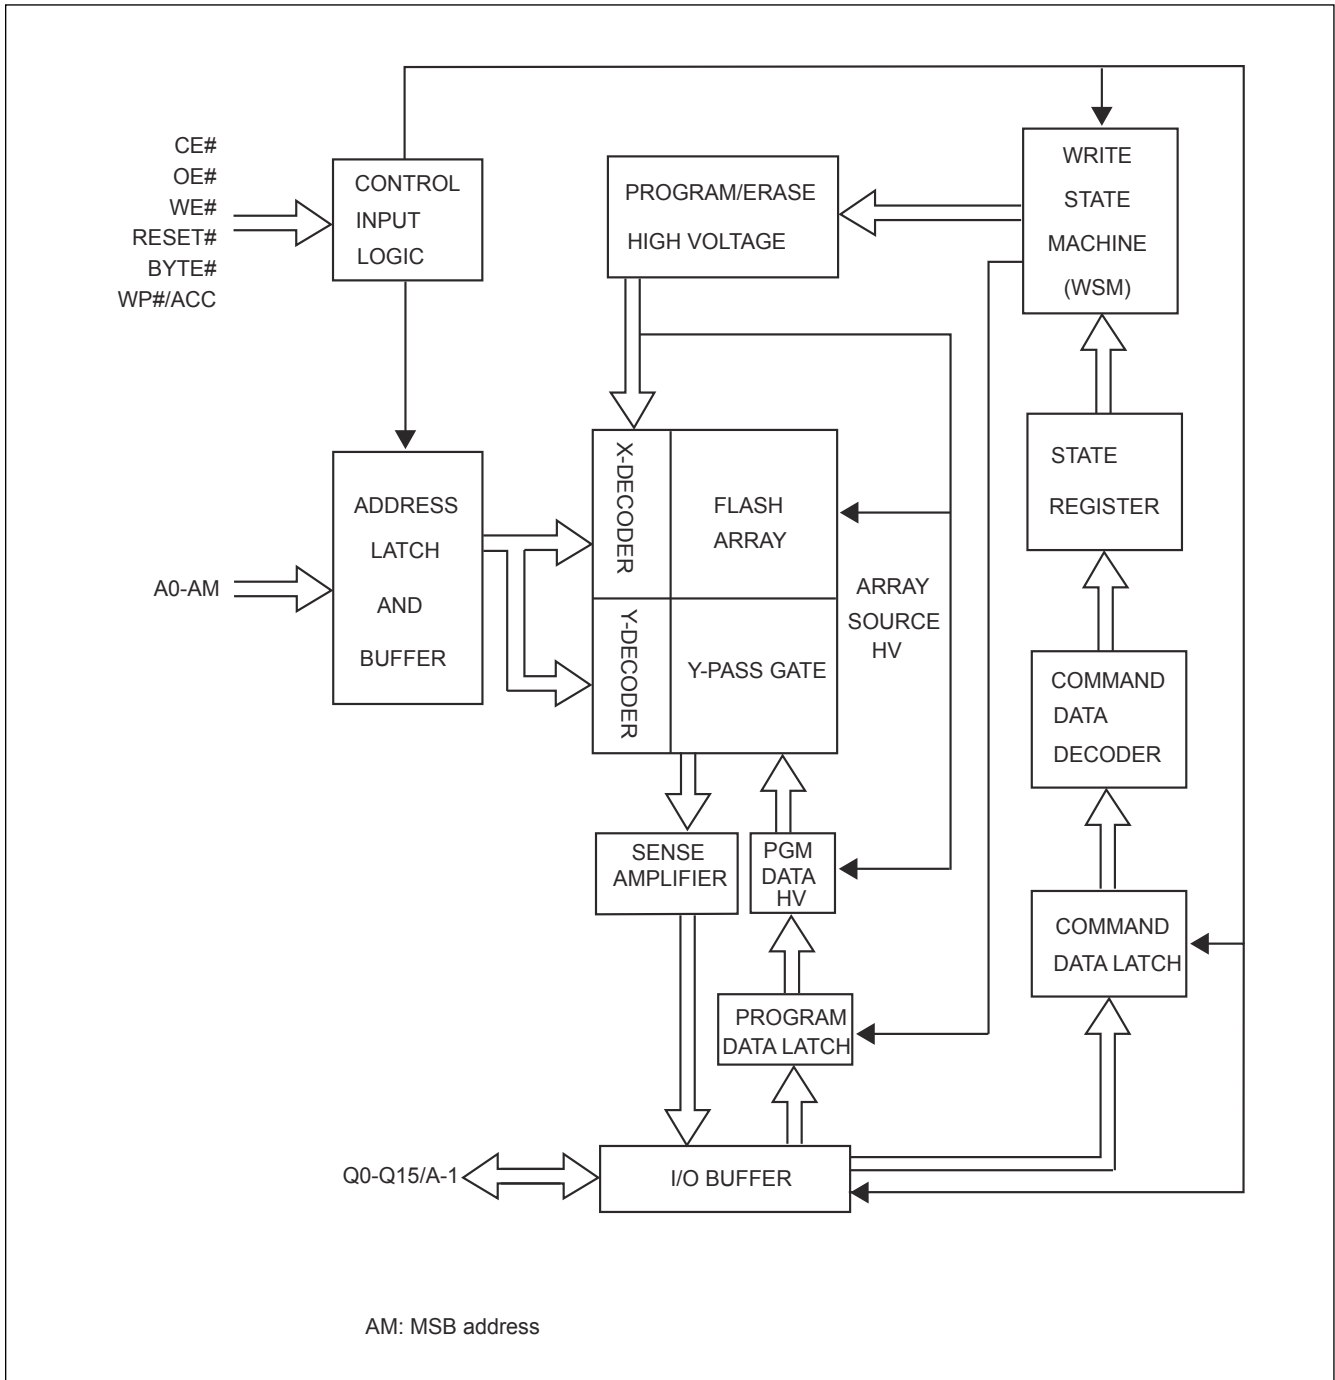 CE#
OE#
WE#
RESET#
BYTE#
WP#/ACC
CONTROL
INPUT
LOGIC
PROGRAM/ERASE
HIGH VOLTAGE
WRITE
STATE
MACHINE
(WSM)
A0-AM
ADDRESS
LATCH
AND
BUFFER
X-DECODER
FLASH
ARRAY
Y-DECODER
Y-PASS GATE
ARRAY
SOURCE
HV
STATE
REGISTER
COMMAND
DATA
DECODER
SENSE
AMPLIFIER
PGM
DATA
HV
COMMAND
DATA LATCH
PROGRAM
DATA LATCH
Q0-Q15/A-1
I/O BUFFER
AM: MSB address